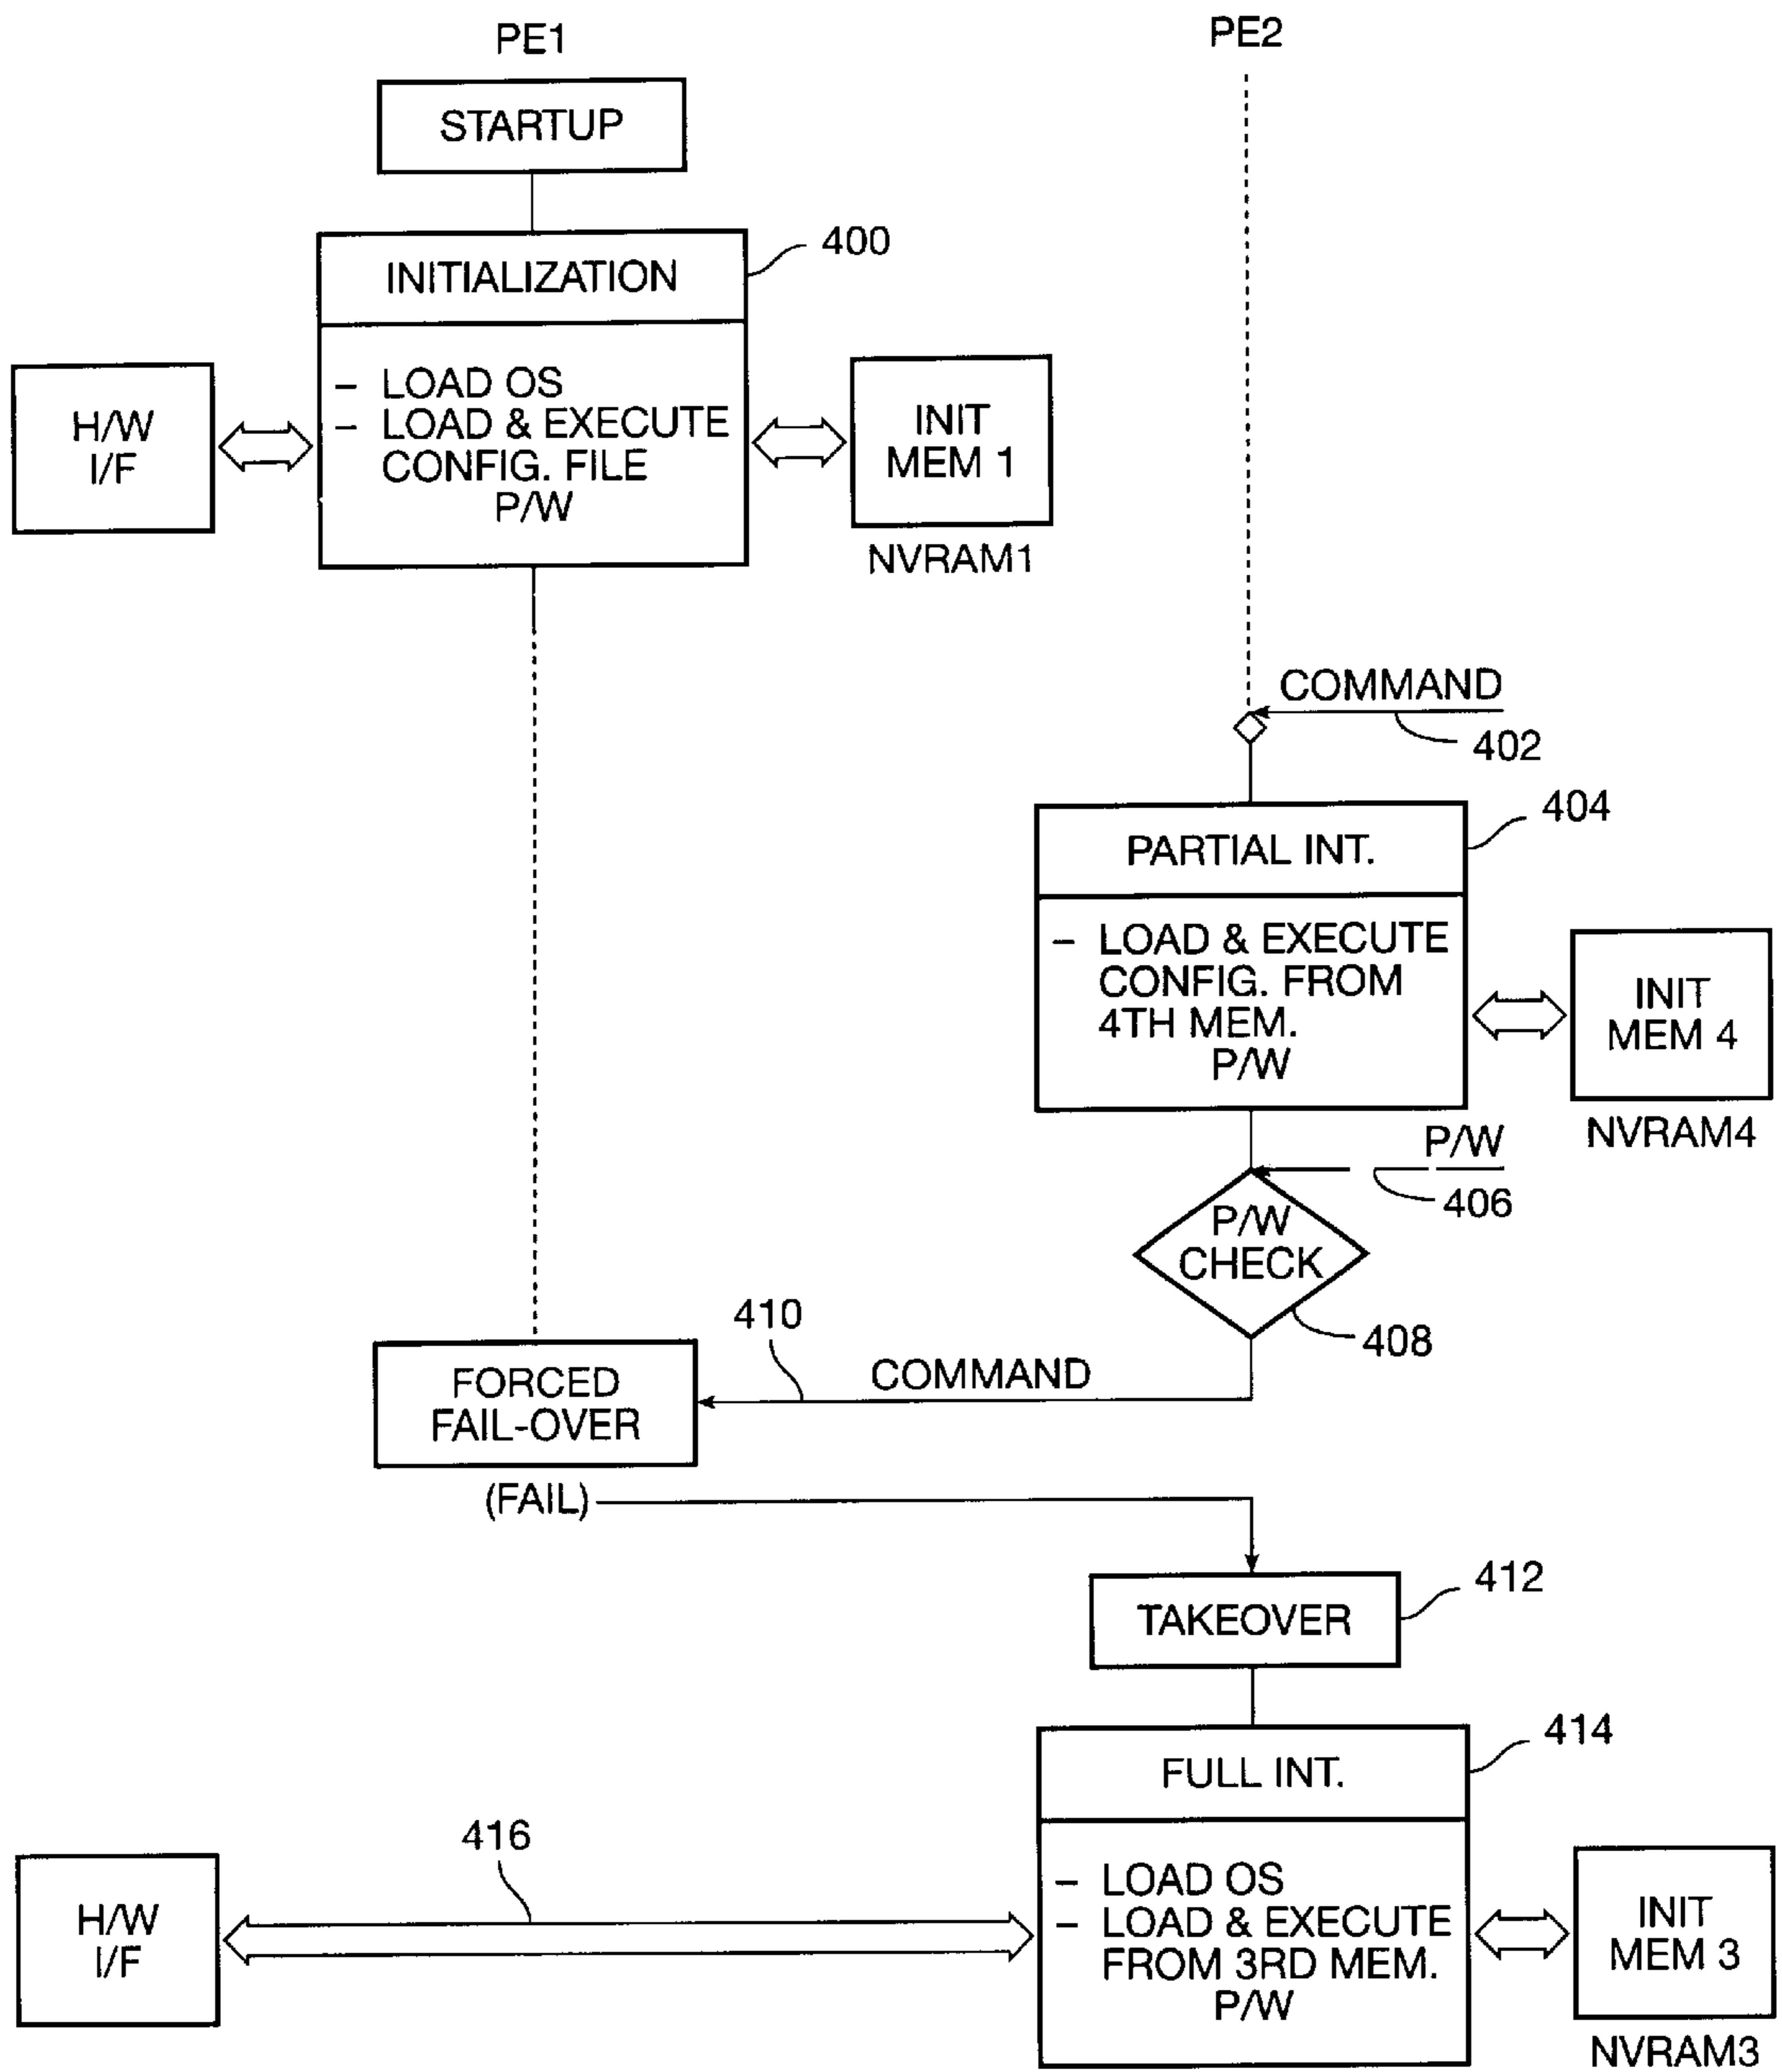 PE1
PE2
STARTUP
400
INITIALIZATION
– LOAD OS
– LOAD & EXECUTE
CONFIG. FILE
P/W
H/W
I/F
INIT
MEM 1
NVRAM1
COMMAND
402
404
PARTIAL INT.
– LOAD & EXECUTE
CONFIG. FROM
4TH MEM.
P/W
INIT
MEM 4
NVRAM4
P/W
406
P/W
CHECK
408
410
COMMAND
FORCED
FAIL-OVER
(FAIL)
412
TAKEOVER
414
FULL INT.
416
H/W
I/F
– LOAD OS
– LOAD & EXECUTE
FROM 3RD MEM.
P/W
INIT
MEM 3
NVRAM3